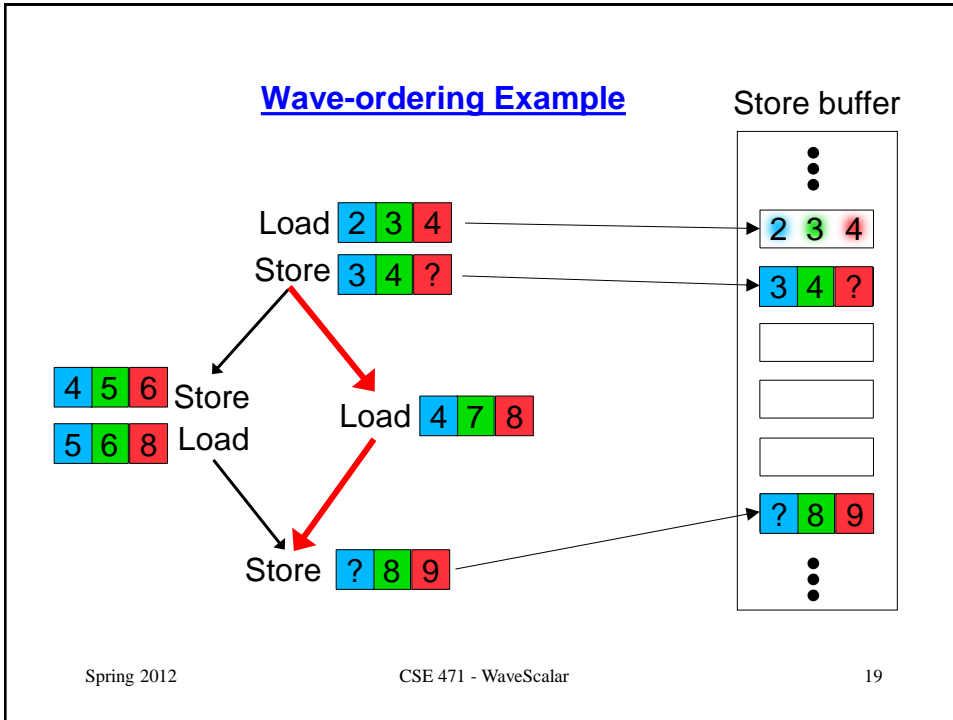 Wave-ordering Example
Store buffer
Load 2 3 4
2 3 4
Store 3 4 ?
3 4 ?
4 5 6 Store
Load 4 7 8
5 6 8 Load
? 8 9
Store ? 8 9
Spring 2012
CSE 471 - WaveScalar
19